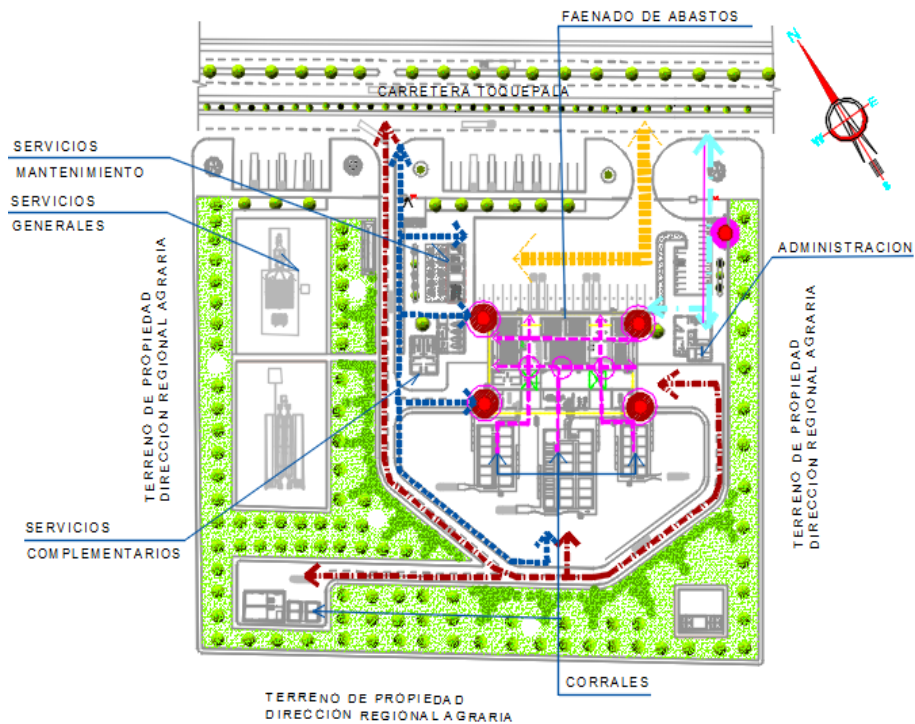 FAENADO DE ABASTOS
N
CARRETERA TOQUEPALA
E
W
S
SERVICIOS
MANTENIMIENTO
SERVICIOS
GENERALES
ADMINISTRACION
TERRENO DE PROPIEDAD
DIRECCION REGIONAL AGRARIA
TERRENO DE PROPIEDAD
DIRECCION REGIONAL AGRARIA
SERVICIOS
COMPLEMENTARIOS
CORRALES
TERRENO DE PROPIEDAD
DIRECCIÓN REGIONAL AGRARIA